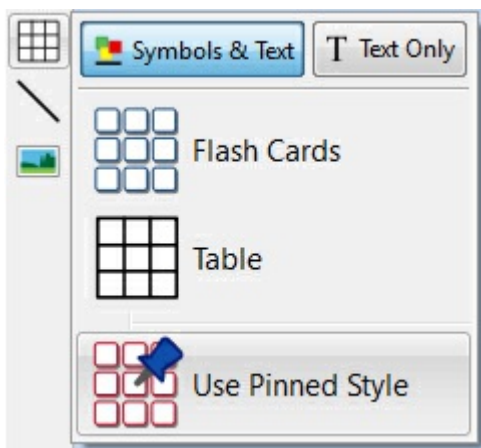 Symbols & Text
T Text Only
Flash Cards
Table
Use Pinned Style